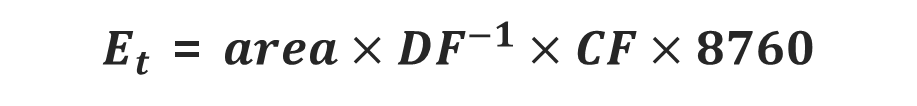 E_t = area × DF⁻¹ × CF × 8760